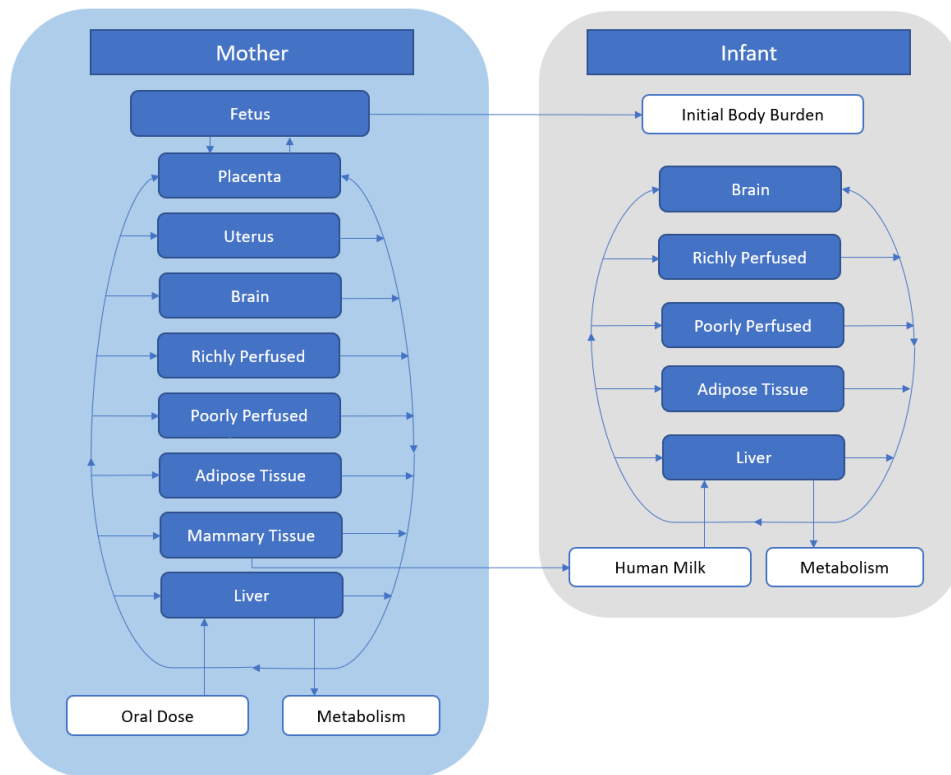 Mother
Fetus
Placenta
Uterus
Brain
Richly Perfused
Poorly Perfused
Adipose Tissue
Mammary Tissue
Liver
Oral Dose
Metabolism
Infant
Initial Body Burden
Brain
Richly Perfused
Poorly Perfused
Adipose Tissue
Liver
Human Milk
Metabolism